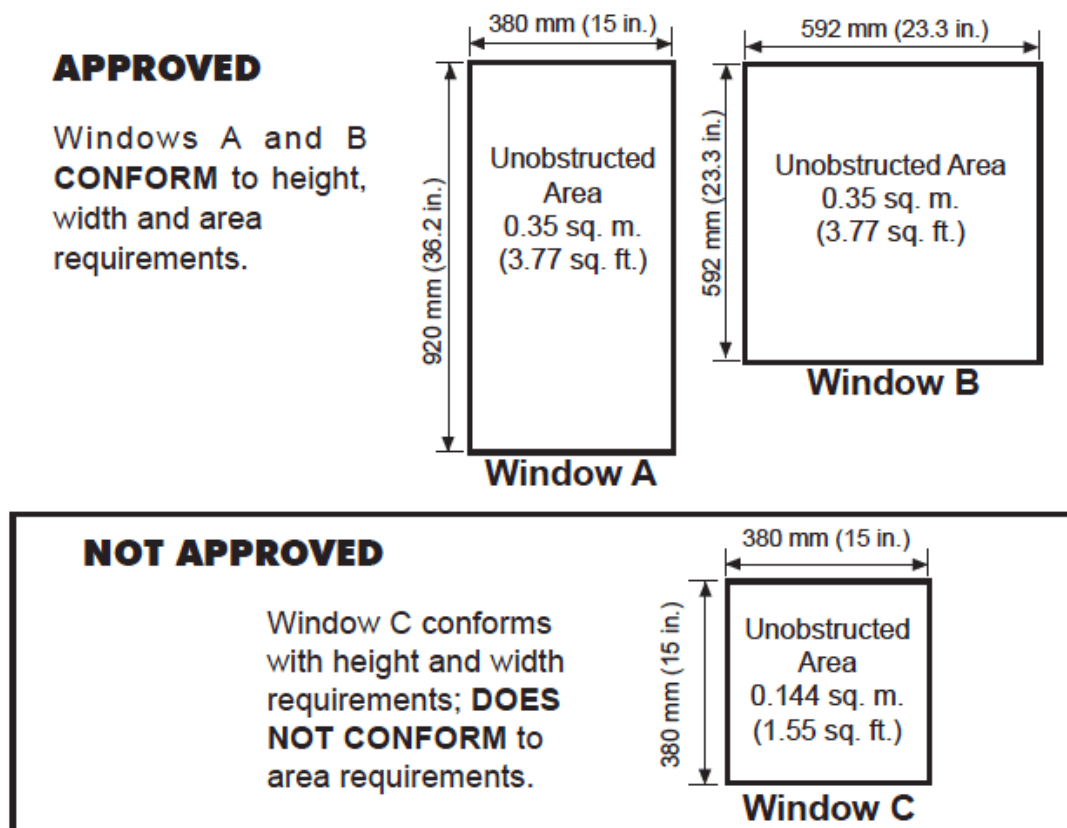 APPROVED
Windows A and B
CONFORM to height,
width and area
requirements.
380 mm (15 in.)
920 mm (36.2 in.)
Unobstructed
Area
0.35 sq. m.
(3.77 sq. ft.)
Window A
592 mm (23.3 in.)
592 mm (23.3 in.)
Unobstructed Area
0.35 sq. m.
(3.77 sq. ft.)
Window B
NOT APPROVED
Window C conforms
with height and width
requirements; DOES
NOT CONFORM to
area requirements.
380 mm (15 in.)
380 mm (15 in.)
Unobstructed
Area
0.144 sq. m.
(1.55 sq. ft.)
Window C